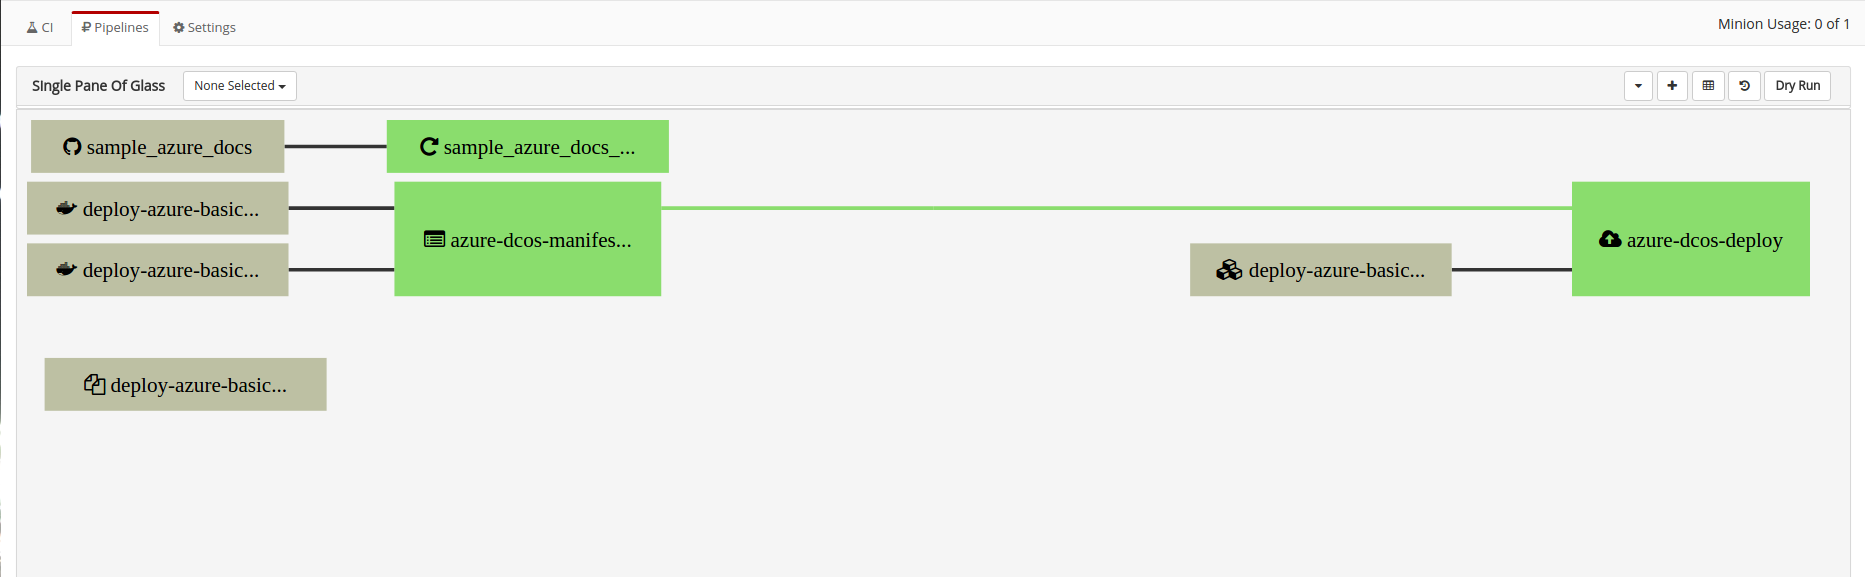 CI Pipelines Settings Minion Usage: 0 of 1
Single Pane Of Glass None Selected Dry Run
sample_azure_docs sample_azure_docs_...
deploy-azure-basic...
azure-dcos-manifes... azure-dcos-deploy
deploy-azure-basic... deploy-azure-basic...
deploy-azure-basic...